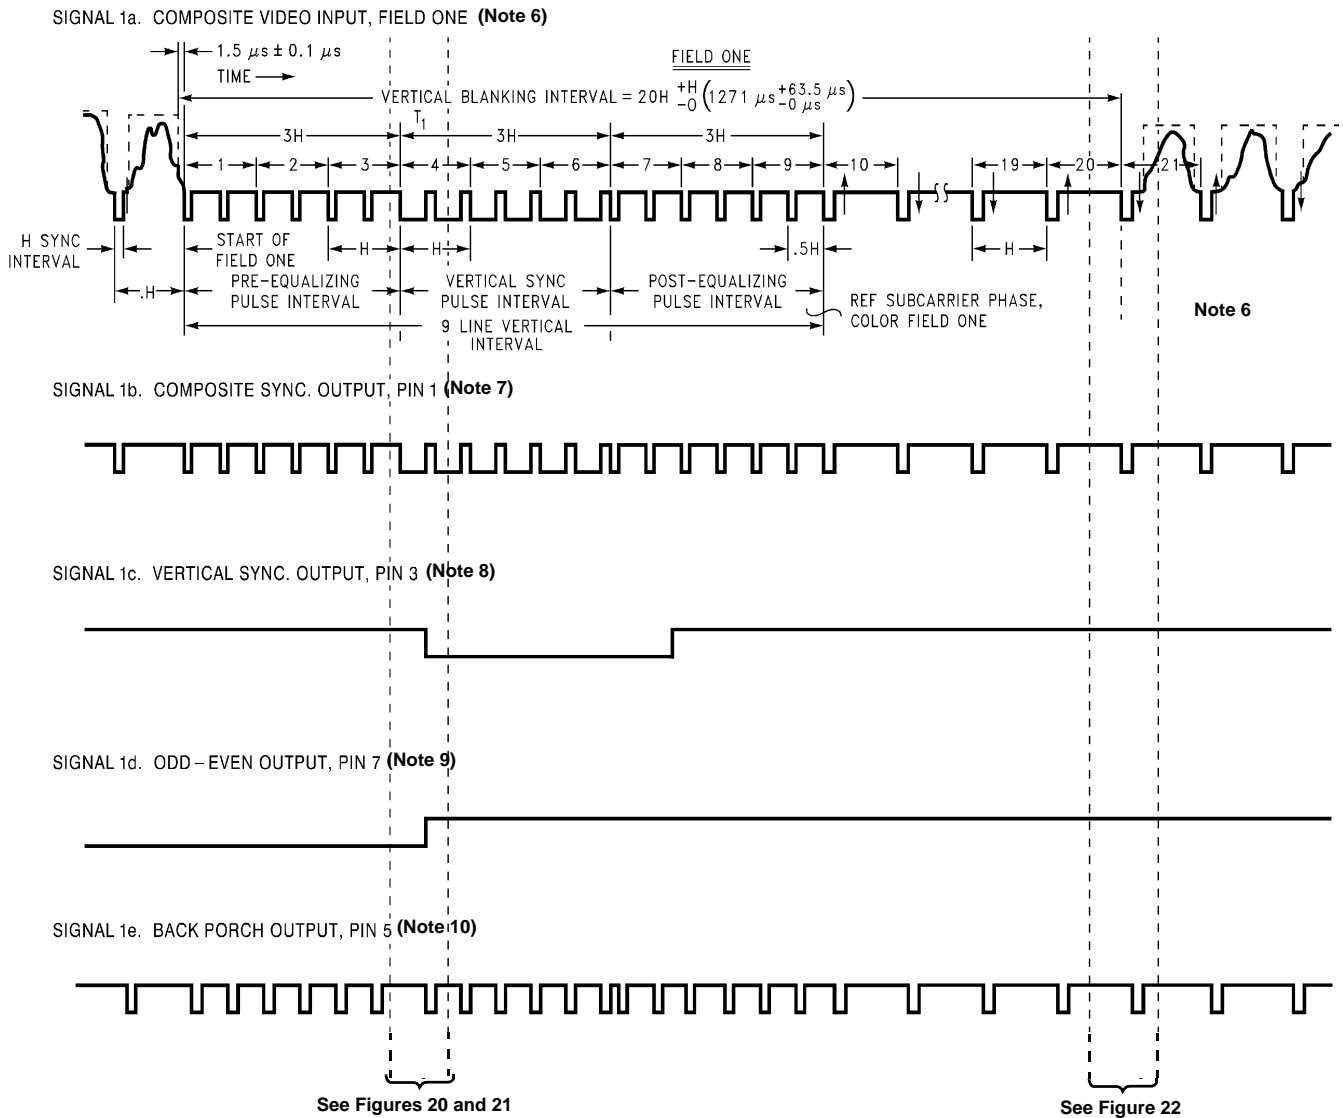 SIGNAL 1a. COMPOSITE VIDEO INPUT, FIELD ONE (Note 6)
1.5 μs ± 0.1 μs
TIME
FIELD ONE
VERTICAL BLANKING INTERVAL = 20H +H -0 (1271 μs +63.5 μs -0 μs)
T1
3H 3H 3H
1 2 3 4 5 6 7 8 9 10 19 20 21
H SYNC INTERVAL
START OF FIELD ONE
H H .5H H
.H
PRE-EQUALIZING PULSE INTERVAL
VERTICAL SYNC PULSE INTERVAL
POST-EQUALIZING PULSE INTERVAL
REF SUBCARRIER PHASE, COLOR FIELD ONE
Note 6
9 LINE VERTICAL INTERVAL
SIGNAL 1b. COMPOSITE SYNC. OUTPUT, PIN 1 (Note 7)
SIGNAL 1c. VERTICAL SYNC. OUTPUT, PIN 3 (Note 8)
SIGNAL 1d. ODD – EVEN OUTPUT, PIN 7 (Note 9)
SIGNAL 1e. BACK PORCH OUTPUT, PIN 5 (Note 10)
See Figures 20 and 21
See Figure 22